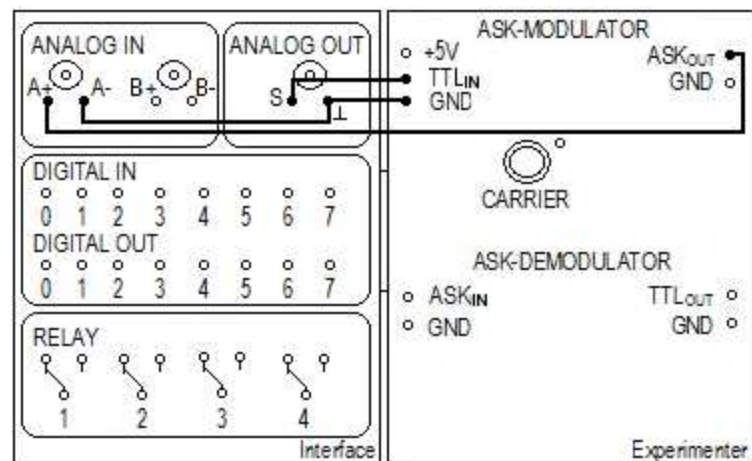 ANALOG IN
A+ A- B+ B-
ANALOG OUT
S ⊥
DIGITAL IN
0 1 2 3 4 5 6 7
DIGITAL OUT
0 1 2 3 4 5 6 7
RELAY
1 2 3 4
Interface
ASK-MODULATOR
+5V
TTLIN
GND
ASKOUT
GND
CARRIER
ASK-DEMODULATOR
ASKIN
GND
TTLOUT
GND
Experimenter